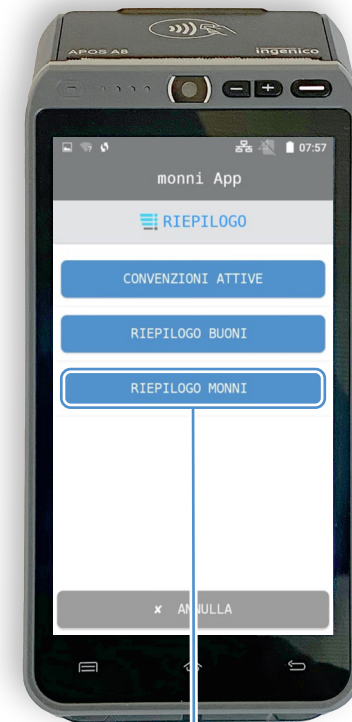 APOS A8 ingenico
07:57
monni App
RIEPILOGO
CONVENZIONI ATTIVE
RIEPILOGO BUONI
RIEPILOGO MONNI
✘ ANNULLA